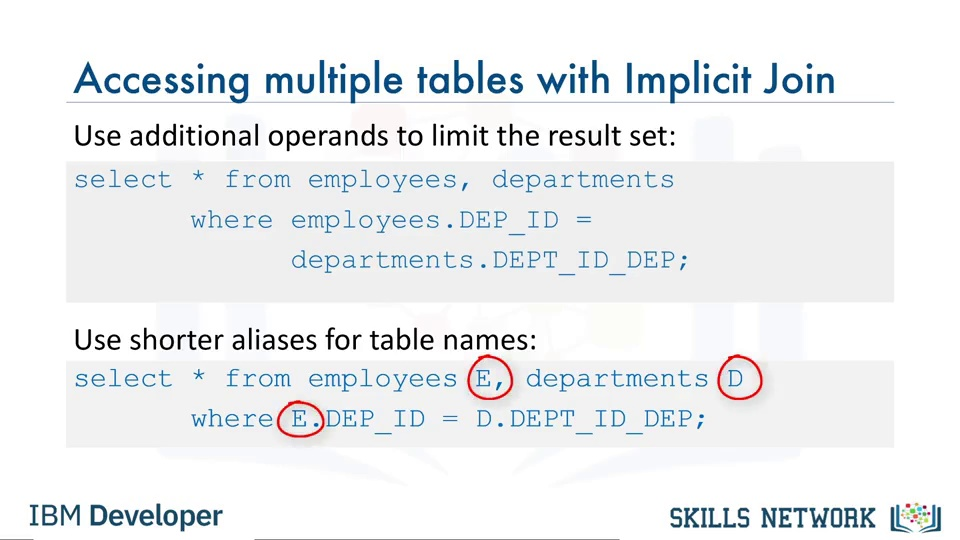 Accessing multiple tables with Implicit Join
Use additional operands to limit the result set:
select * from employees, departments
where employees.DEP_ID =
departments.DEPT_ID_DEP;
Use shorter aliases for table names:
select * from employees E, departments D
where E.DEP_ID = D.DEPT_ID_DEP;
IBM Developer
SKILLS NETWORK